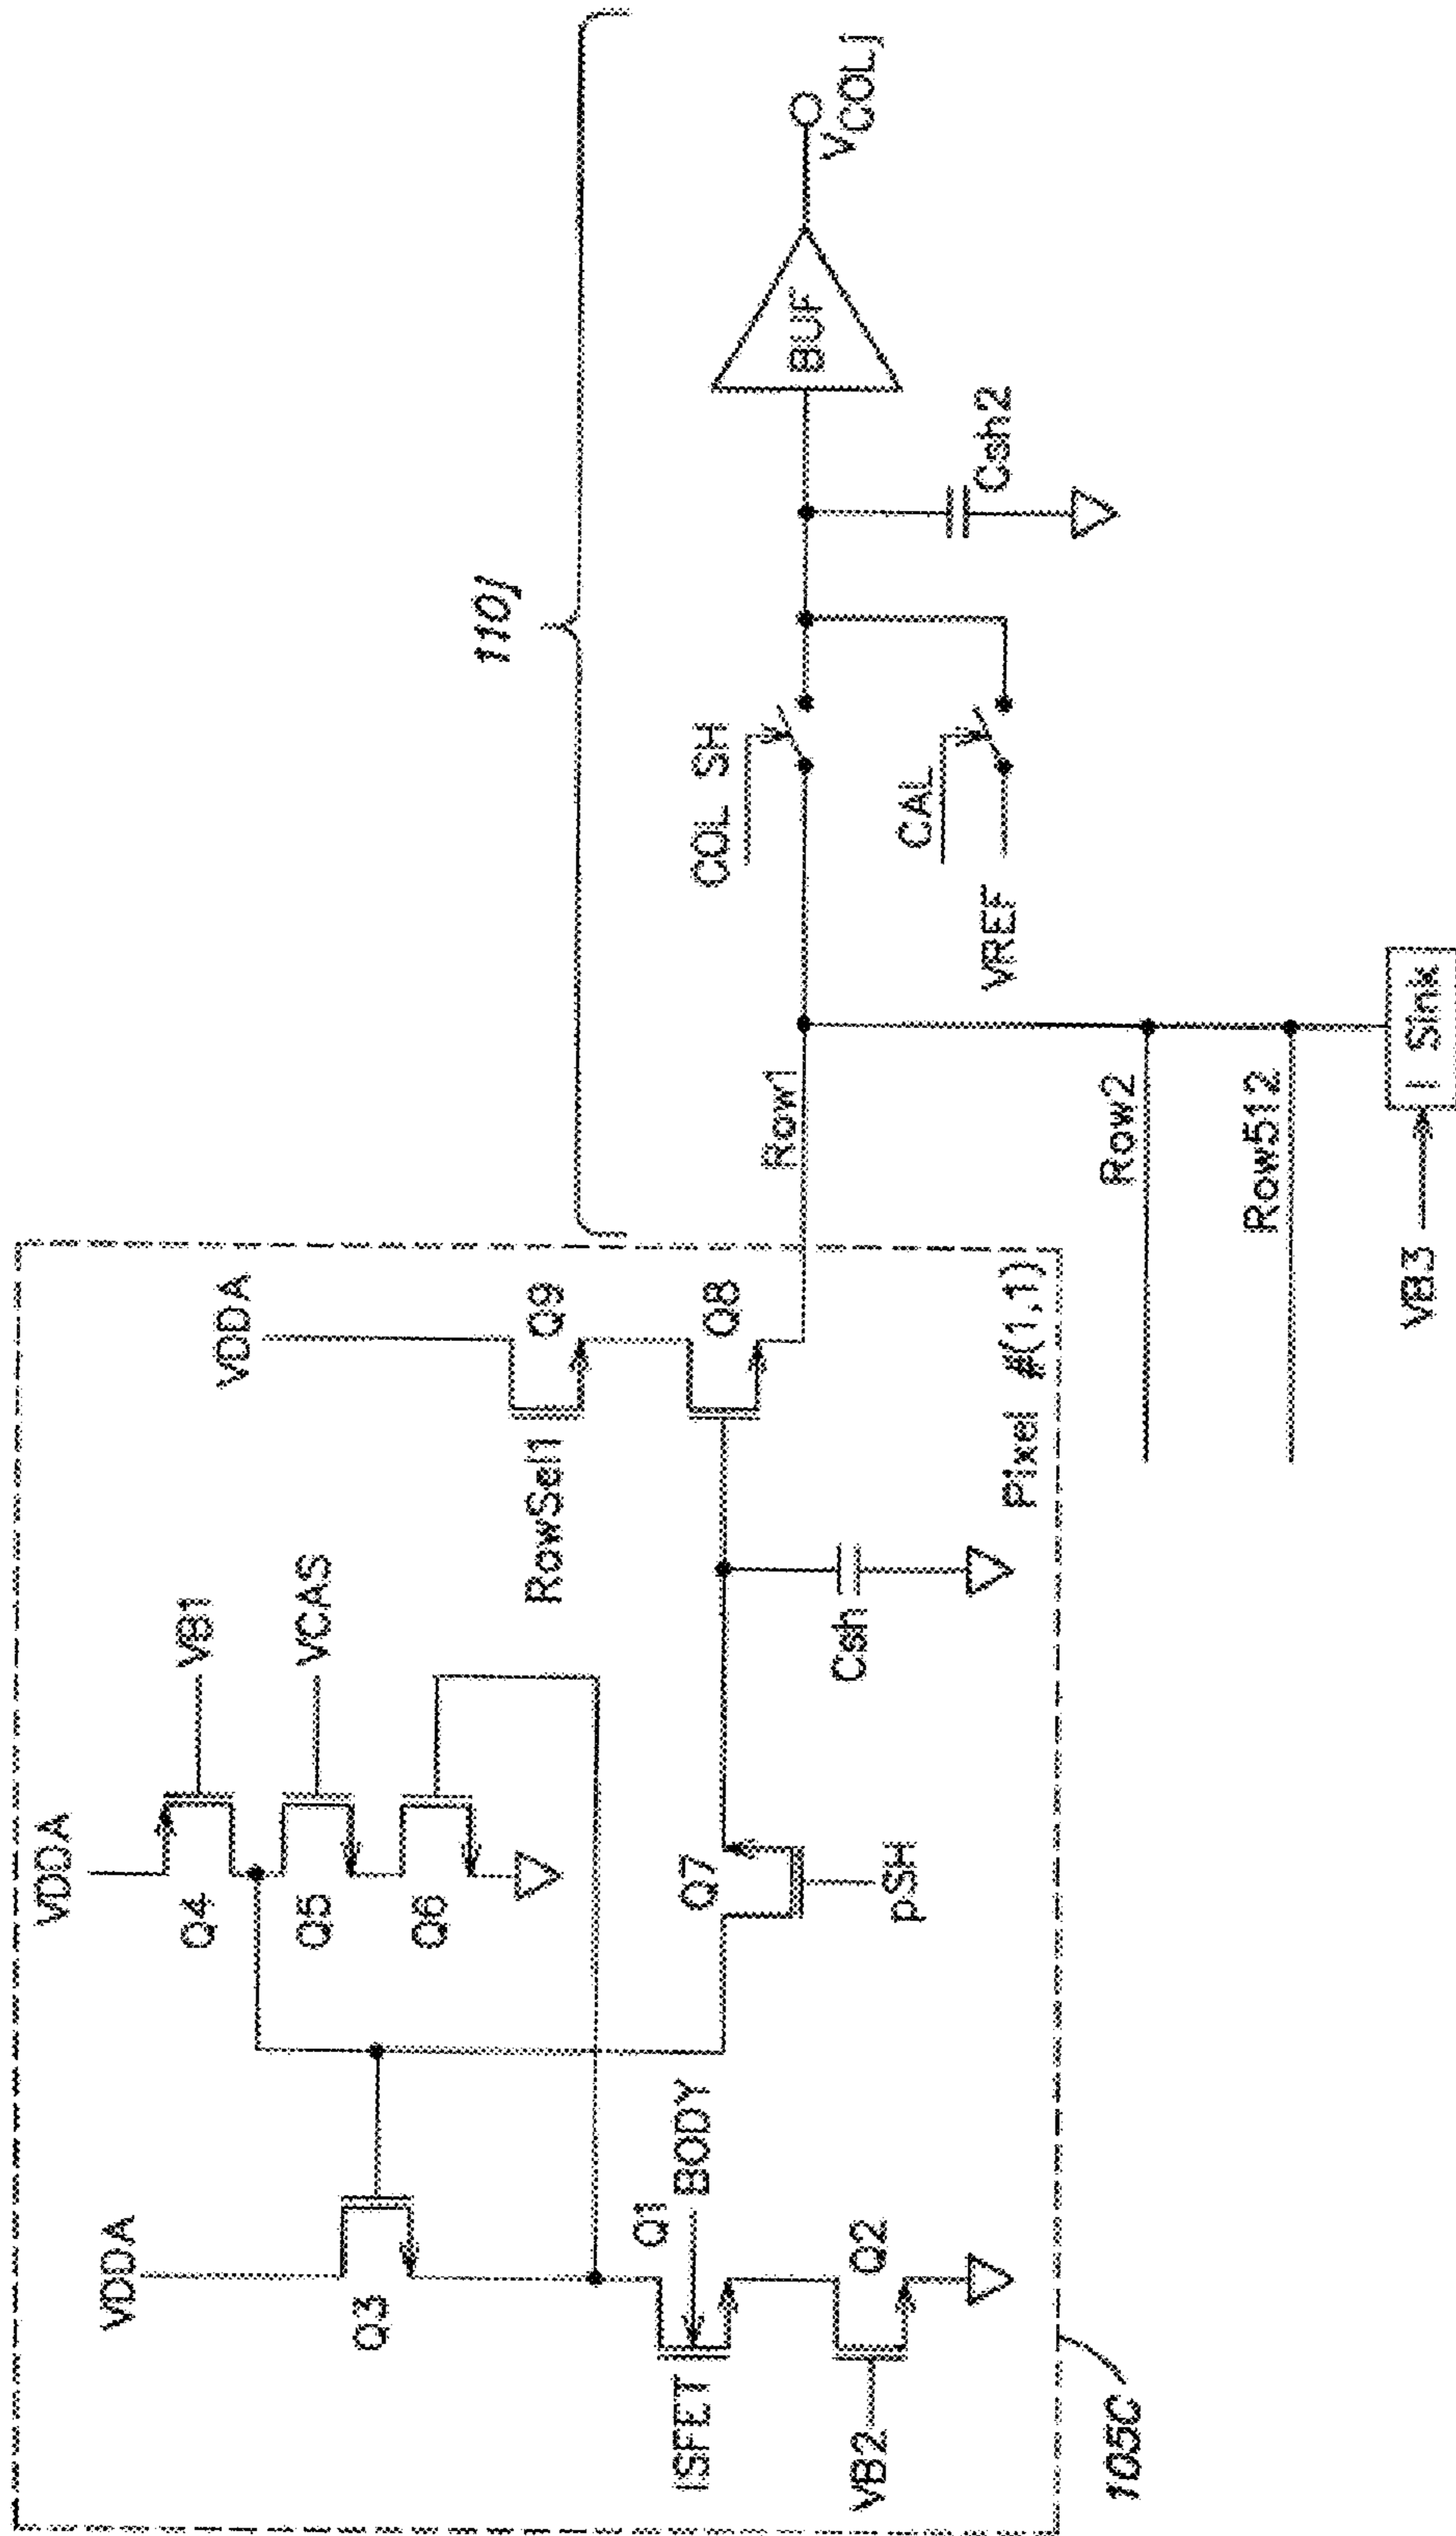 110j
VDDA
VB1
VCAS
Q4
Q5
Q6
VDDA
Q3
Q1
BODY
ISFET
Q2
VB2
Q7
pSH
Csh
VDDA
Q9
RowSel1
Q8
Pixel #(1,1)
105C
Row1
Row2
Row512
VB3
I Sink
COL SH
CAL
VREF
Csh2
BUF
VCOLj